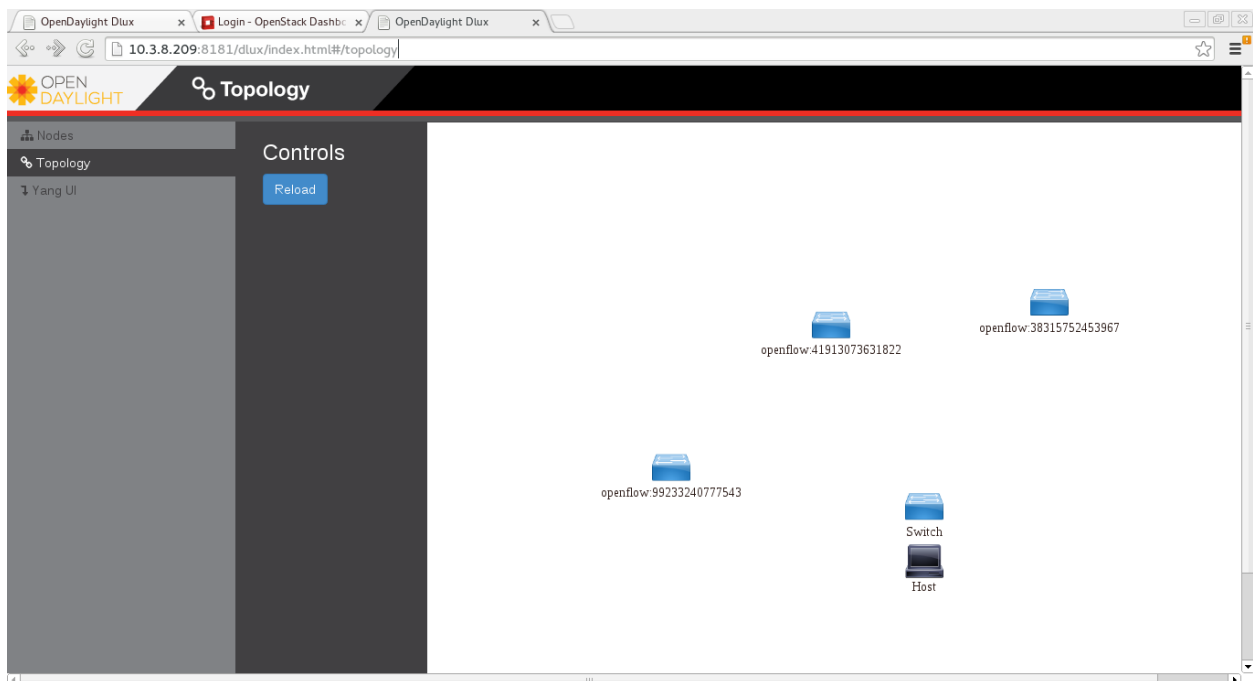 OpenDaylight Dlux
Login - OpenStack Dashbc
OpenDaylight Dlux
10.3.8.209:8181/dlux/index.html#/topology
OPEN
DAYLIGHT
Topology
Nodes
Topology
Yang UI
Controls
Reload
openflow:38315752453967
openflow:41913073631822
openflow:99233240777543
Switch
Host